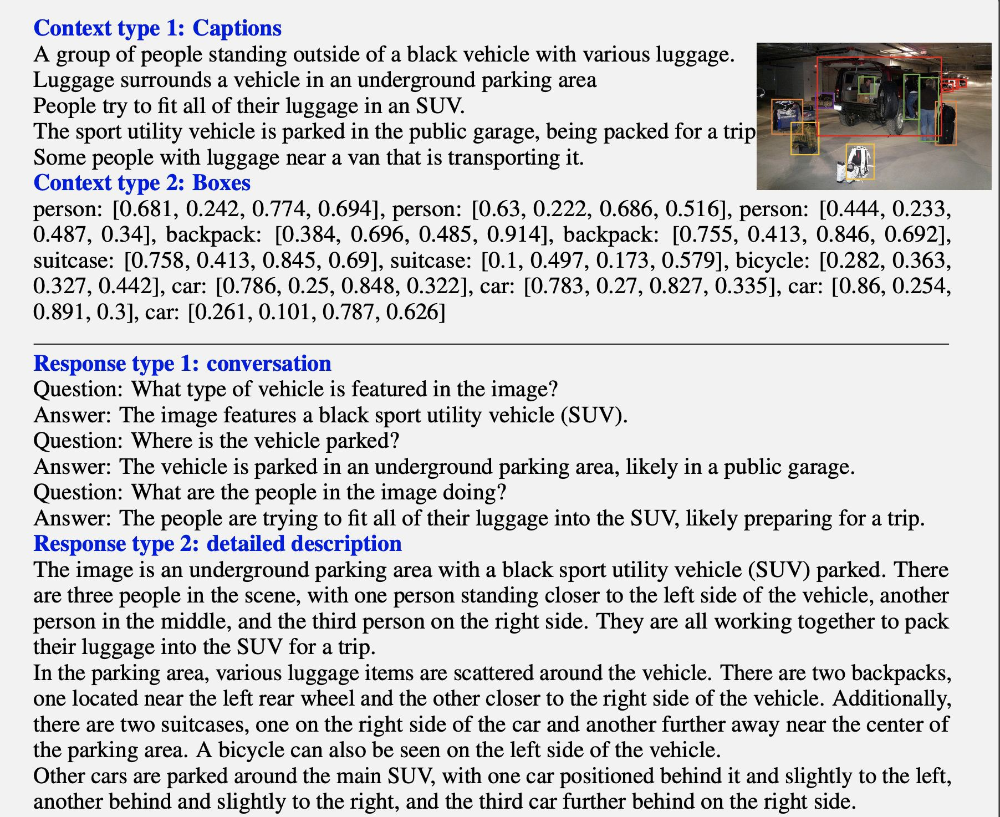 Context type 1: Captions
A group of people standing outside of a black vehicle with various luggage.
Luggage surrounds a vehicle in an underground parking area
People try to fit all of their luggage in an SUV.
The sport utility vehicle is parked in the public garage, being packed for a trip
Some people with luggage near a van that is transporting it.
Context type 2: Boxes
person: [0.681, 0.242, 0.774, 0.694], person: [0.63, 0.222, 0.686, 0.516], person: [0.444, 0.233,
0.487, 0.34], backpack: [0.384, 0.696, 0.485, 0.914], backpack: [0.755, 0.413, 0.846, 0.692],
suitcase: [0.758, 0.413, 0.845, 0.69], suitcase: [0.1, 0.497, 0.173, 0.579], bicycle: [0.282, 0.363,
0.327, 0.442], car: [0.786, 0.25, 0.848, 0.322], car: [0.783, 0.27, 0.827, 0.335], car: [0.86, 0.254,
0.891, 0.3], car: [0.261, 0.101, 0.787, 0.626]
Response type 1: conversation
Question: What type of vehicle is featured in the image?
Answer: The image features a black sport utility vehicle (SUV).
Question: Where is the vehicle parked?
Answer: The vehicle is parked in an underground parking area, likely in a public garage.
Question: What are the people in the image doing?
Answer: The people are trying to fit all of their luggage into the SUV, likely preparing for a trip.
Response type 2: detailed description
The image is an underground parking area with a black sport utility vehicle (SUV) parked. There
are three people in the scene, with one person standing closer to the left side of the vehicle, another
person in the middle, and the third person on the right side. They are all working together to pack
their luggage into the SUV for a trip.
In the parking area, various luggage items are scattered around the vehicle. There are two backpacks,
one located near the left rear wheel and the other closer to the right side of the vehicle. Additionally,
there are two suitcases, one on the right side of the car and another further away near the center of
the parking area. A bicycle can also be seen on the left side of the vehicle.
Other cars are parked around the main SUV, with one car positioned behind it and slightly to the left,
another behind and slightly to the right, and the third car further behind on the right side.